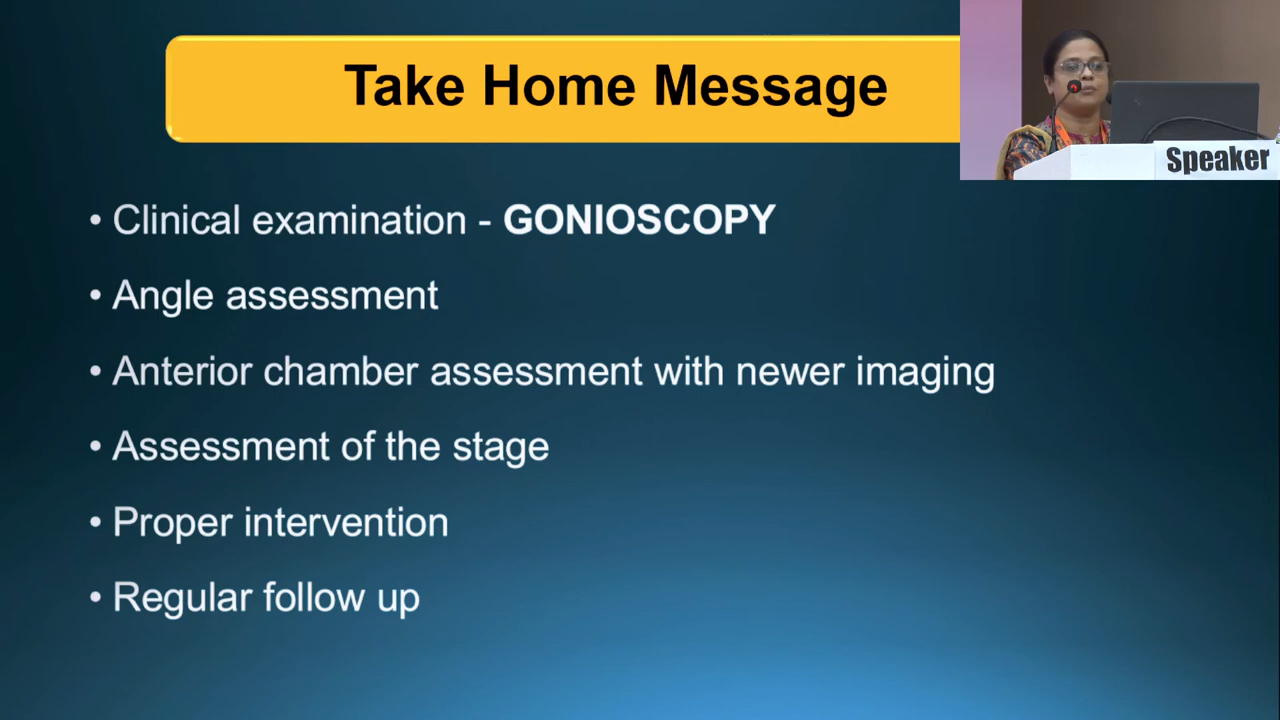 Take Home Message
Speaker
• Clinical examination - GONIOSCOPY
• Angle assessment
• Anterior chamber assessment with newer imaging
• Assessment of the stage
• Proper intervention
• Regular follow up